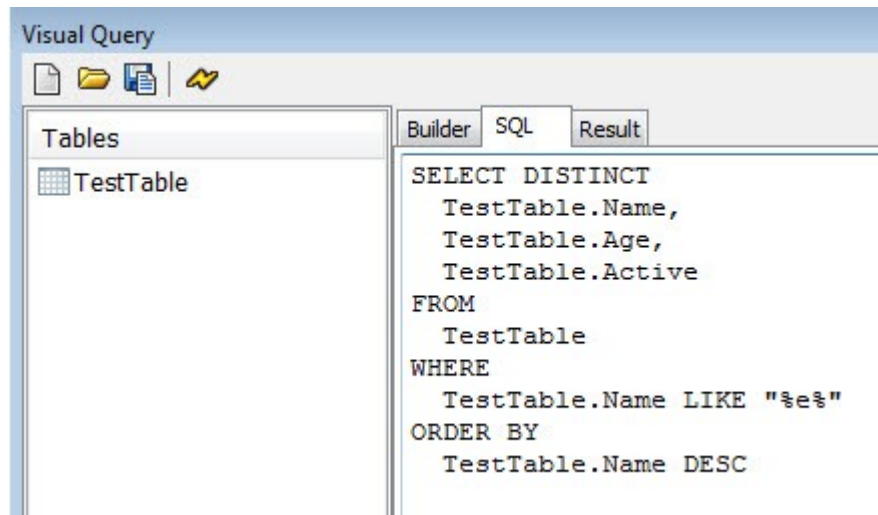 Visual Query
Tables
TestTable
Builder SQL Result
SELECT DISTINCT
  TestTable.Name,
  TestTable.Age,
  TestTable.Active
FROM
  TestTable
WHERE
  TestTable.Name LIKE "%e%"
ORDER BY
  TestTable.Name DESC